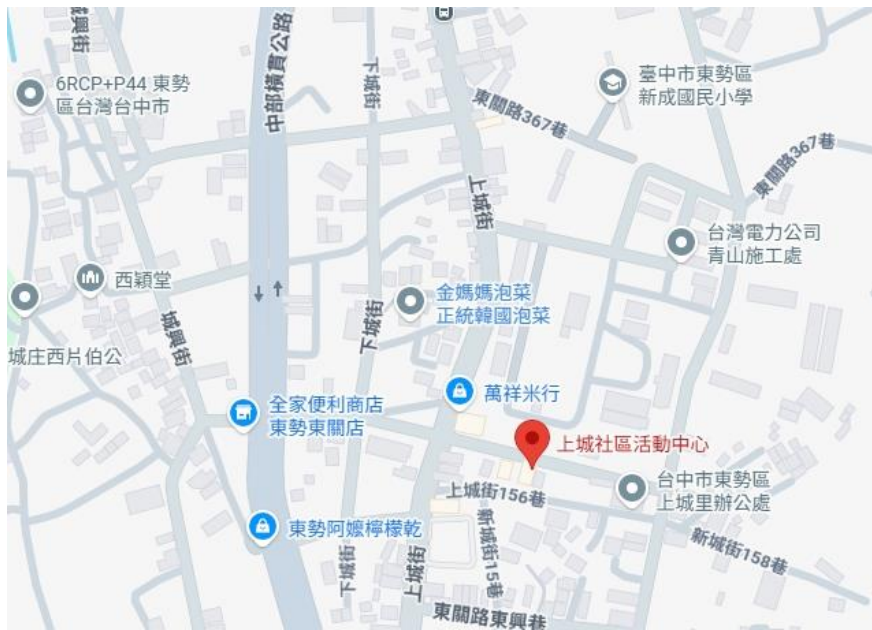 城興街
中部橫貫公路
下城街
6RCP+P44 東勢
區台灣台中市
東關路367巷
臺中市東勢區
新成國民小學
東關路367巷
上城街
台灣電力公司
青山施工處
西穎堂
金媽媽泡菜
正統韓國泡菜
城庄西片伯公
城興街
下城街
全家便利商店
東勢東關店
萬祥米行
上城社區活動中心
上城街156巷
台中市東勢區
上城里辦公處
東勢阿嬤檸檬乾
下城街
上城街
新城街15巷
新城街158巷
東關路東興巷